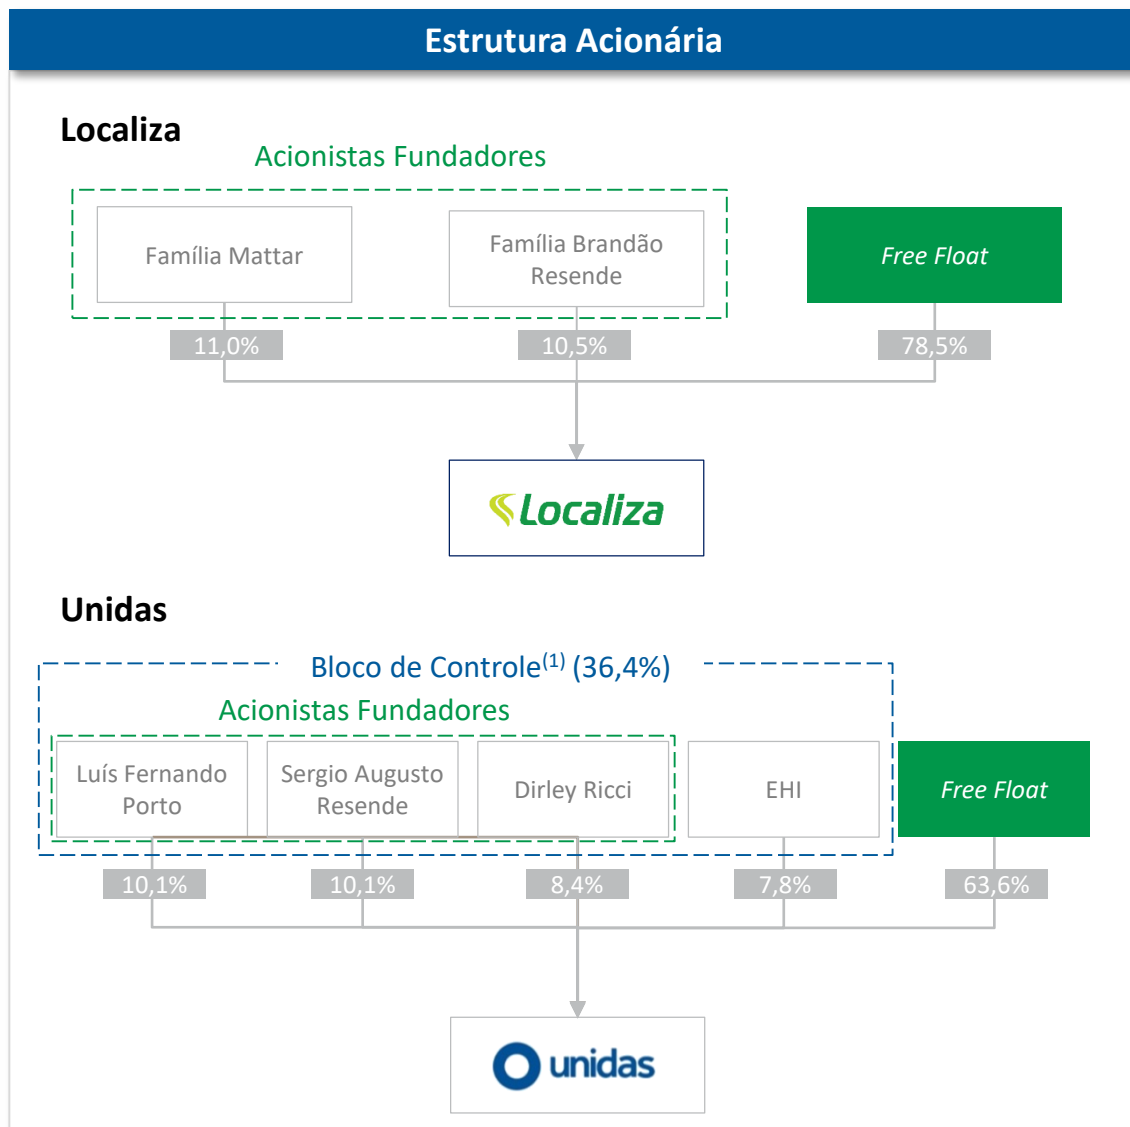 Estrutura Acionária
Localiza
Acionistas Fundadores
Família Mattar
Família Brandão
Resende
Free Float
11,0%
10,5%
78,5%
Localiza
Unidas
Bloco de Controle(1) (36,4%)
Acionistas Fundadores
Luís Fernando
Porto
Sergio Augusto
Resende
Dirley Ricci
EHI
Free Float
10,1%
10,1%
8,4%
7,8%
63,6%
unidas